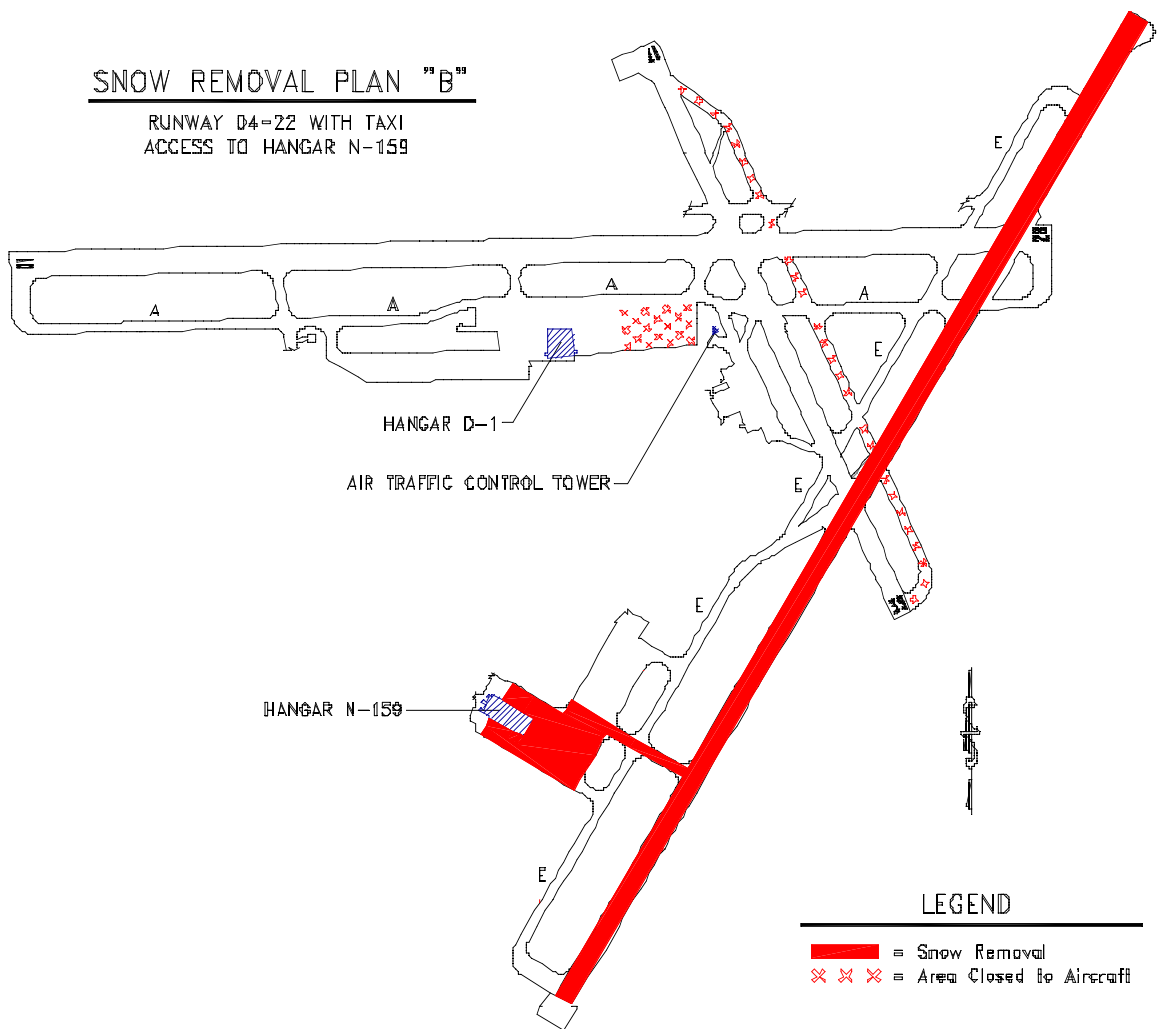 SNOW REMOVAL PLAN "B"
RUNWAY 04-22 WITH TAXI
ACCESS TO HANGAR N-159
E
28
A
A
A
A
E
HANGAR D-1
AIR TRAFFIC CONTROL TOWER
E
E
HANGAR N-159
E
LEGEND
= Snow Removal
= Area Closed to Aircraft